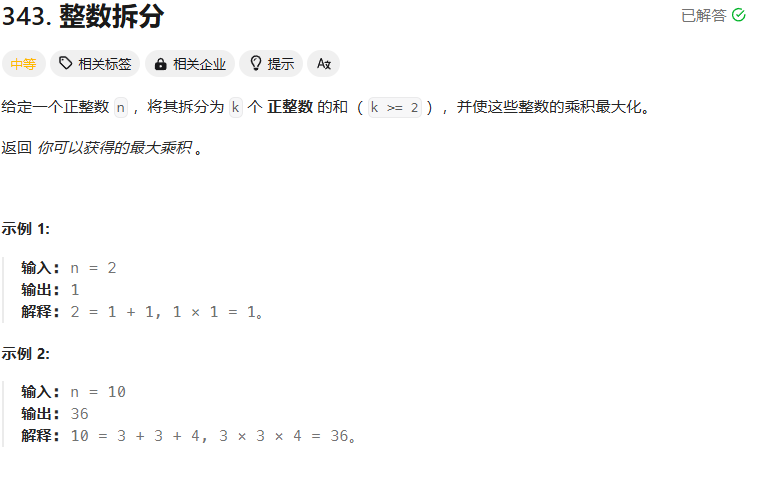 343. 整数拆分
已解答
中等 相关标签 相关企业 提示 Aあ
给定一个正整数 n ，将其拆分为 k 个 正整数 的和（ k >= 2 ），并使这些整数的乘积最大化。
返回 你可以获得的最大乘积 。
示例 1:
输入: n = 2
输出: 1
解释: 2 = 1 + 1, 1 × 1 = 1。
示例 2:
输入: n = 10
输出: 36
解释: 10 = 3 + 3 + 4, 3 × 3 × 4 = 36。